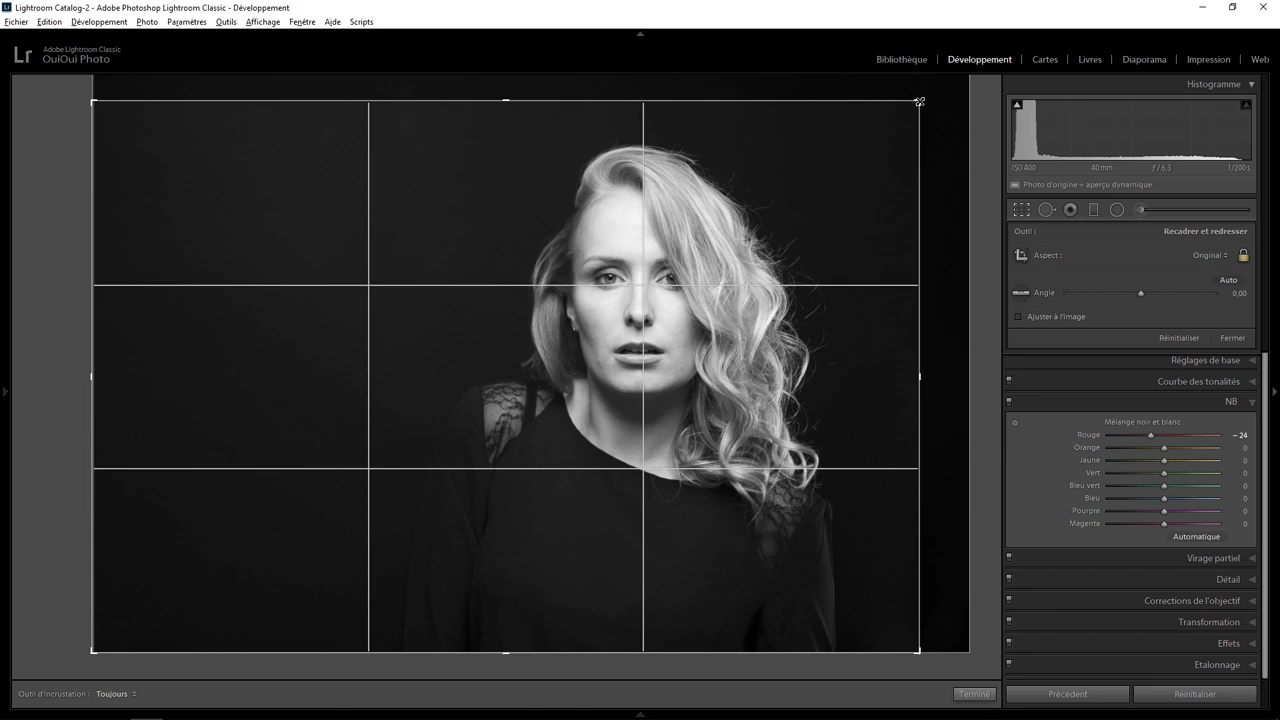 Lightroom Catalog-2 - Adobe Photoshop Lightroom Classic - Développement
Fichier Edition Développement Photo Paramètres Outils Affichage Fenêtre Aide Scripts
Lr Adobe Lightroom Classic
OuiOui Photo
Bibliothèque | Développement | Cartes | Livres | Diaporama | Impression | Web
Histogramme
ISO 400 40 mm ƒ / 6,3 1/200 s
Photo d'origine + aperçu dynamique
Outil : Recadrer et redresser
Aspect : Original
Auto
Angle 0,00
Ajuster à l'image
Réinitialiser Fermer
Réglages de base
Courbe des tonalités
NB
Mélange noir et blanc
Rouge – 24
Orange 0
Jaune 0
Vert 0
Bleu vert 0
Bleu 0
Pourpre 0
Magenta 0
Automatique
Virage partiel
Détail
Corrections de l'objectif
Transformation
Effets
Etalonnage
Outil d'incrustation : Toujours Terminé Précédent Réinitialiser